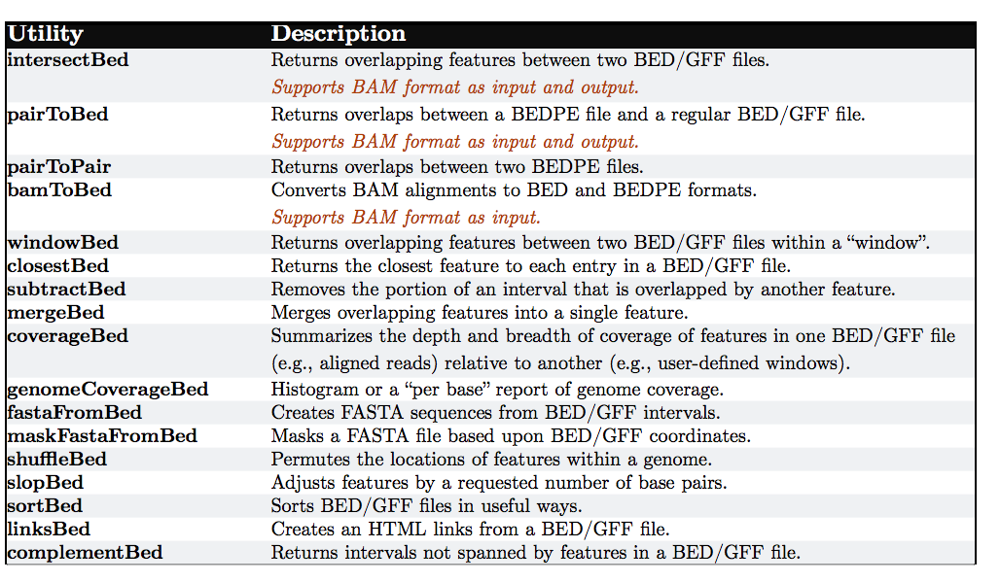 Utility Description
intersectBed Returns overlapping features between two BED/GFF files.
Supports BAM format as input and output.
pairToBed Returns overlaps between a BEDPE file and a regular BED/GFF file.
Supports BAM format as input and output.
pairToPair Returns overlaps between two BEDPE files.
bamToBed Converts BAM alignments to BED and BEDPE formats.
Supports BAM format as input.
windowBed Returns overlapping features between two BED/GFF files within a “window”.
closestBed Returns the closest feature to each entry in a BED/GFF file.
subtractBed Removes the portion of an interval that is overlapped by another feature.
mergeBed Merges overlapping features into a single feature.
coverageBed Summarizes the depth and breadth of coverage of features in one BED/GFF file
(e.g., aligned reads) relative to another (e.g., user-defined windows).
genomeCoverageBed Histogram or a “per base” report of genome coverage.
fastaFromBed Creates FASTA sequences from BED/GFF intervals.
maskFastaFromBed Masks a FASTA file based upon BED/GFF coordinates.
shuffleBed Permutes the locations of features within a genome.
slopBed Adjusts features by a requested number of base pairs.
sortBed Sorts BED/GFF files in useful ways.
linksBed Creates an HTML links from a BED/GFF file.
complementBed Returns intervals not spanned by features in a BED/GFF file.